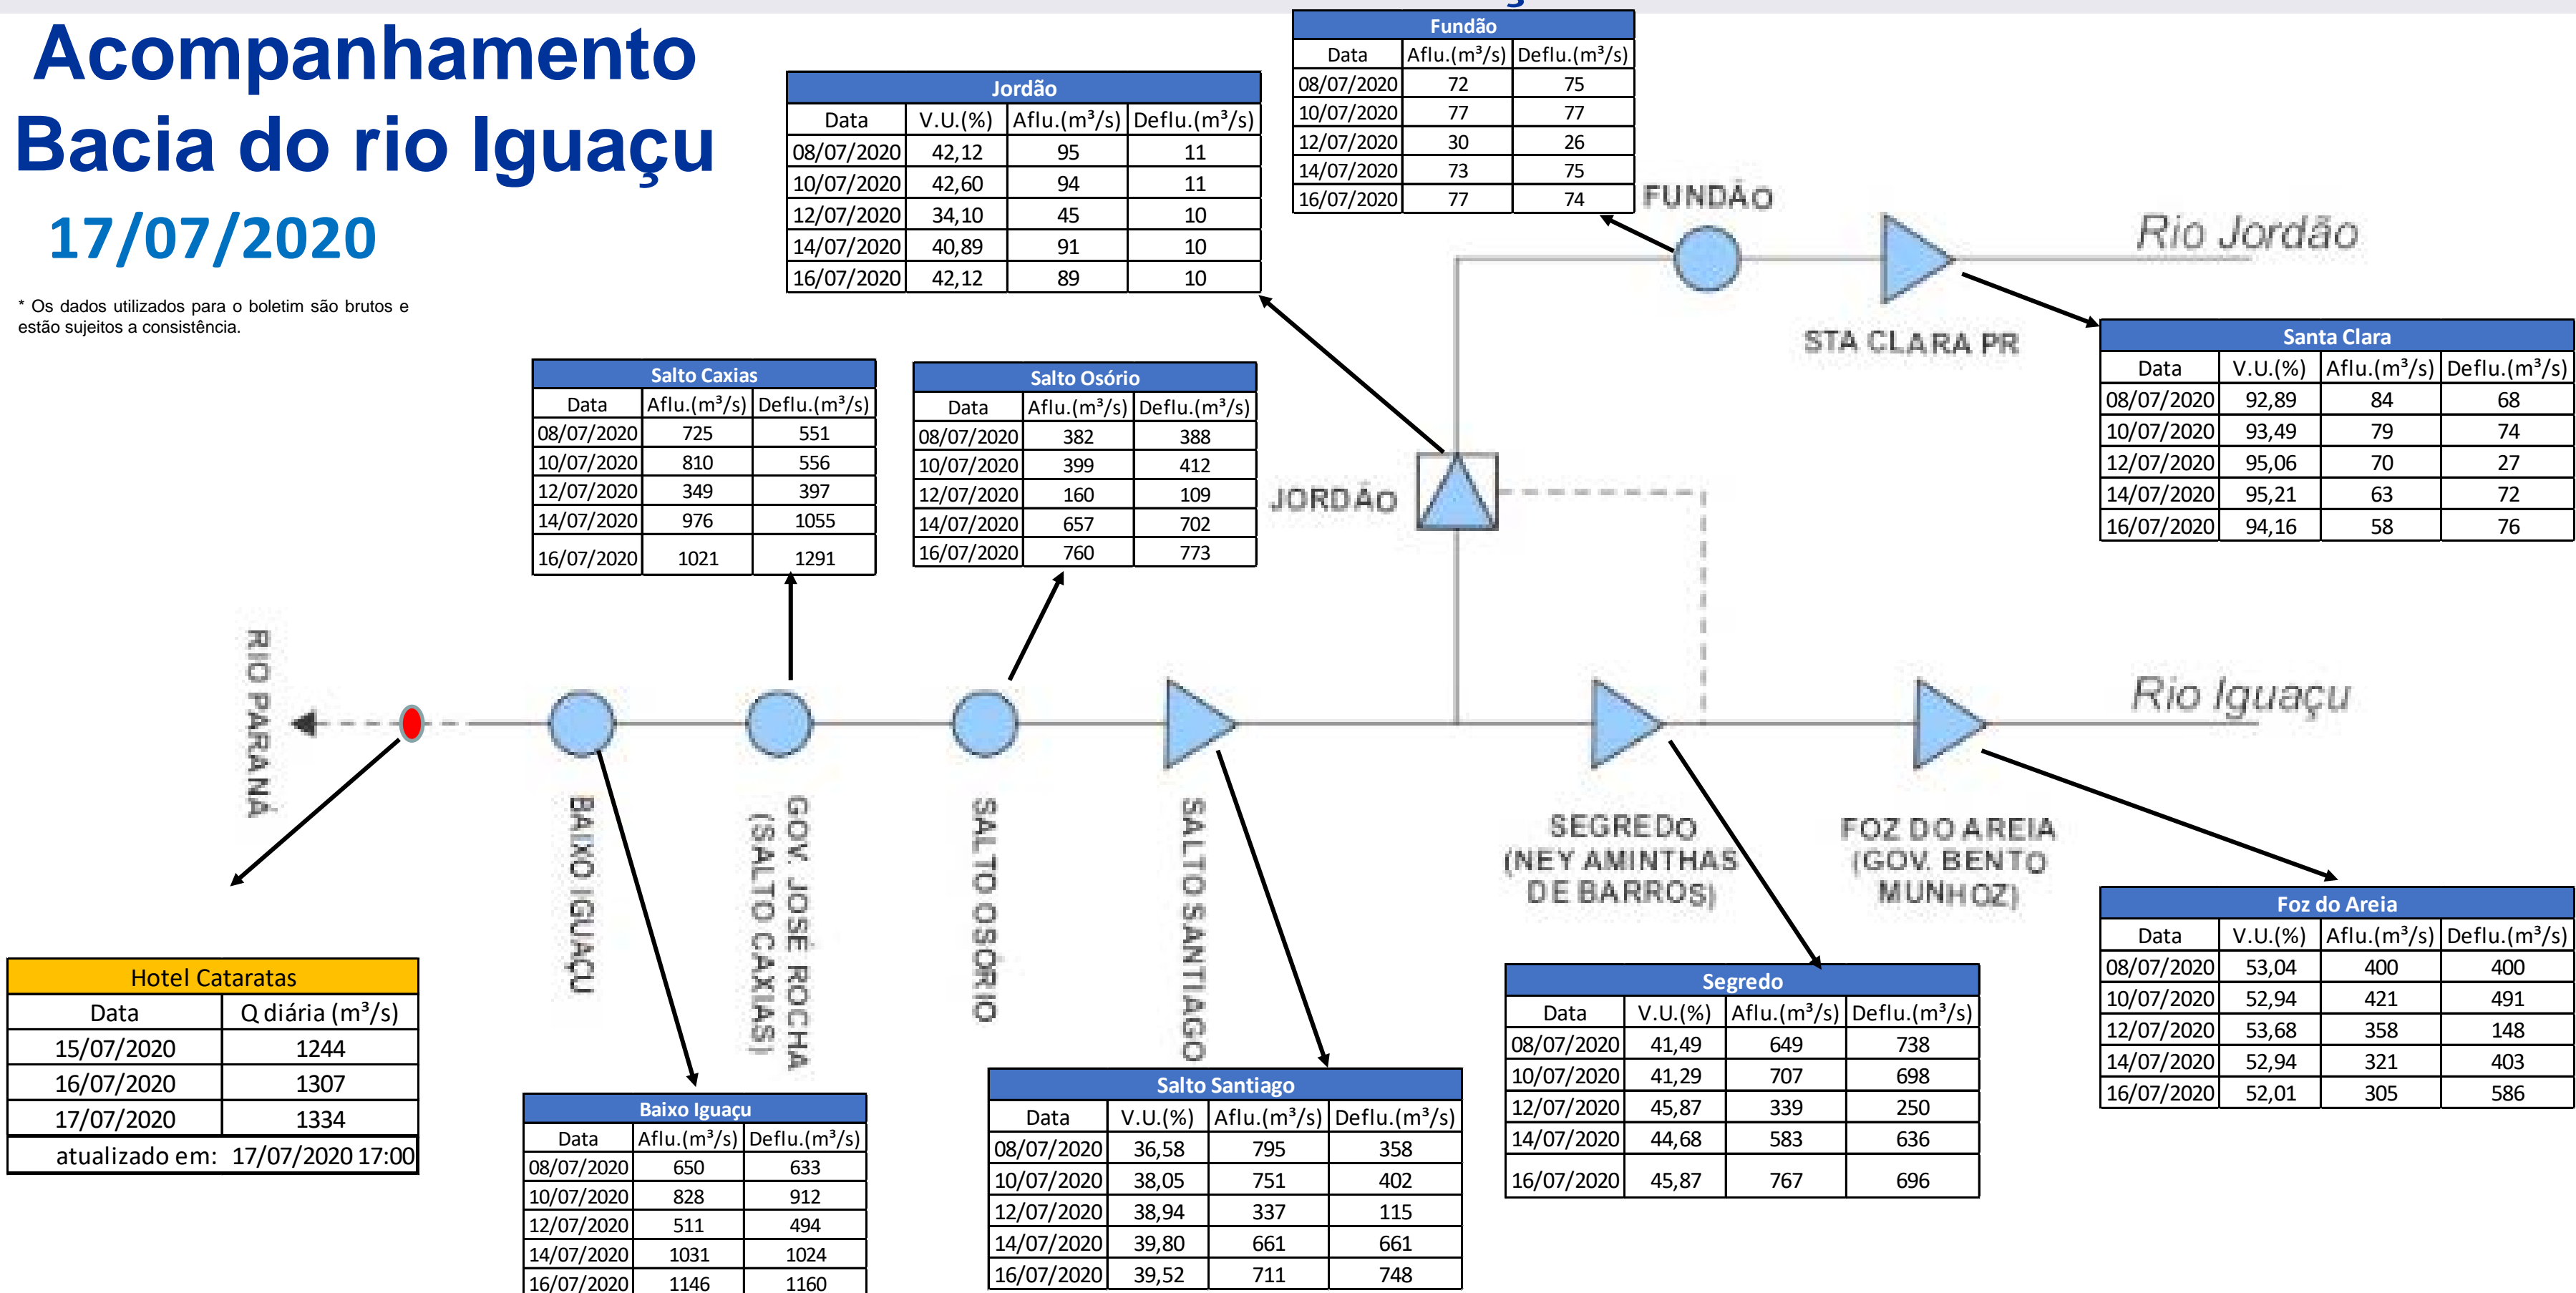 Acompanhamento
Bacia do rio Iguaçu
17/07/2020
* Os dados utilizados para o boletim são brutos e
estão sujeitos a consistência.
Jordão
Data V.U.(%) Aflu.(m³/s) Deflu.(m³/s)
08/07/2020 42,12 95 11
10/07/2020 42,60 94 11
12/07/2020 34,10 45 10
14/07/2020 40,89 91 10
16/07/2020 42,12 89 10
Fundão
Data Aflu.(m³/s) Deflu.(m³/s)
08/07/2020 72 75
10/07/2020 77 77
12/07/2020 30 26
14/07/2020 73 75
16/07/2020 77 74
FUNDÃO
Rio Jordão
STA CLARA PR
Santa Clara
Data V.U.(%) Aflu.(m³/s) Deflu.(m³/s)
08/07/2020 92,89 84 68
10/07/2020 93,49 79 74
12/07/2020 95,06 70 27
14/07/2020 95,21 63 72
16/07/2020 94,16 58 76
Salto Caxias
Data Aflu.(m³/s) Deflu.(m³/s)
08/07/2020 725 551
10/07/2020 810 556
12/07/2020 349 397
14/07/2020 976 1055
16/07/2020 1021 1291
Salto Osório
Data Aflu.(m³/s) Deflu.(m³/s)
08/07/2020 382 388
10/07/2020 399 412
12/07/2020 160 109
14/07/2020 657 702
16/07/2020 760 773
JORDÃO
RIO PARANÁ
Rio Iguaçu
BAIXO IGUAÇU
GOV. JOSÉ ROCHA
(SALTO CAXIAS)
SALTO OSÓRIO
SALTO SANTIAGO
SEGREDO
(NEY AMINTHAS
DE BARROS)
FOZ DO AREIA
(GOV. BENTO
MUNHOZ)
Hotel Cataratas
Data Q diária (m³/s)
15/07/2020 1244
16/07/2020 1307
17/07/2020 1334
atualizado em: 17/07/2020 17:00
Baixo Iguaçu
Data Aflu.(m³/s) Deflu.(m³/s)
08/07/2020 650 633
10/07/2020 828 912
12/07/2020 511 494
14/07/2020 1031 1024
16/07/2020 1146 1160
Salto Santiago
Data V.U.(%) Aflu.(m³/s) Deflu.(m³/s)
08/07/2020 36,58 795 358
10/07/2020 38,05 751 402
12/07/2020 38,94 337 115
14/07/2020 39,80 661 661
16/07/2020 39,52 711 748
Segredo
Data V.U.(%) Aflu.(m³/s) Deflu.(m³/s)
08/07/2020 41,49 649 738
10/07/2020 41,29 707 698
12/07/2020 45,87 339 250
14/07/2020 44,68 583 636
16/07/2020 45,87 767 696
Foz do Areia
Data V.U.(%) Aflu.(m³/s) Deflu.(m³/s)
08/07/2020 53,04 400 400
10/07/2020 52,94 421 491
12/07/2020 53,68 358 148
14/07/2020 52,94 321 403
16/07/2020 52,01 305 586